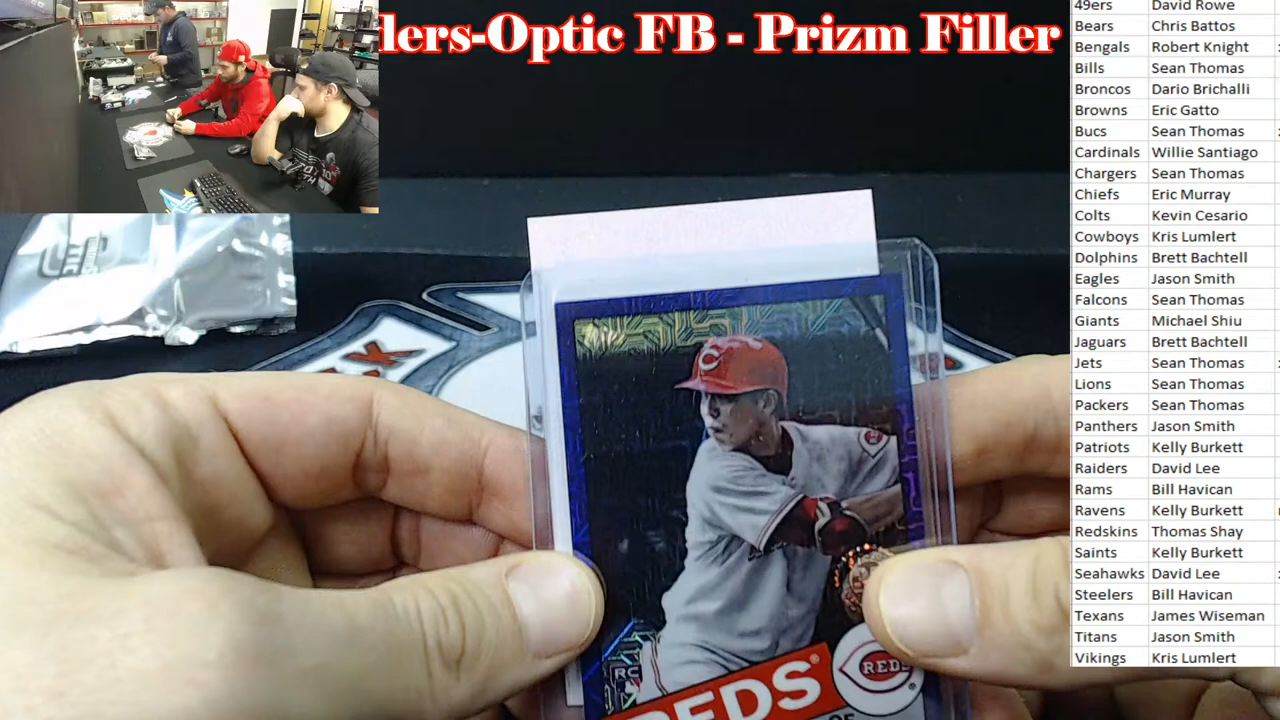 ders-Optic FB - Prizm Filler
49ers David Rowe
Bears Chris Battos
Bengals Robert Knight
Bills Sean Thomas
Broncos Dario Brichalli
Browns Eric Gatto
Bucs Sean Thomas
Cardinals Willie Santiago
Chargers Sean Thomas
Chiefs Eric Murray
Colts Kevin Cesario
Cowboys Kris Lumlert
Dolphins Brett Bachtell
Eagles Jason Smith
Falcons Sean Thomas
Giants Michael Shiu
Jaguars Brett Bachtell
Jets Sean Thomas
Lions Sean Thomas
Packers Sean Thomas
Panthers Jason Smith
Patriots Kelly Burkett
Raiders David Lee
Rams Bill Havican
Ravens Kelly Burkett
Redskins Thomas Shay
Saints Kelly Burkett
Seahawks David Lee
Steelers Bill Havican
Texans James Wiseman
Titans Jason Smith
Vikings Kris Lumlert
C
RC
REDS
REDS